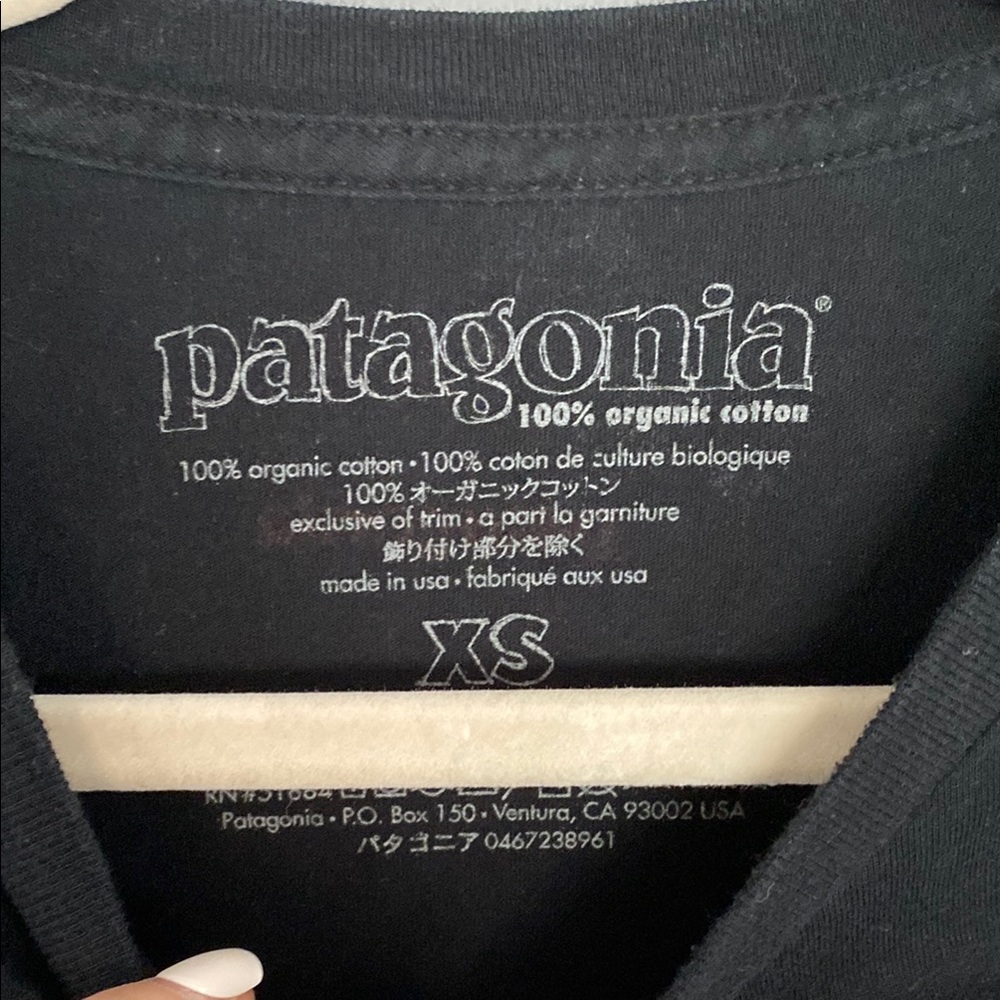 patagonia®
100% organic cotton
100% organic cotton • 100% coton de culture biologique
100% オーガニックコットン
exclusive of trim • a part la garniture
飾り付け部分を除く
made in usa • fabriqué aux usa
XS
RN#51884
Patagonia • P.O. Box 150 • Ventura, CA 93002 USA
パタゴニア 0467238961